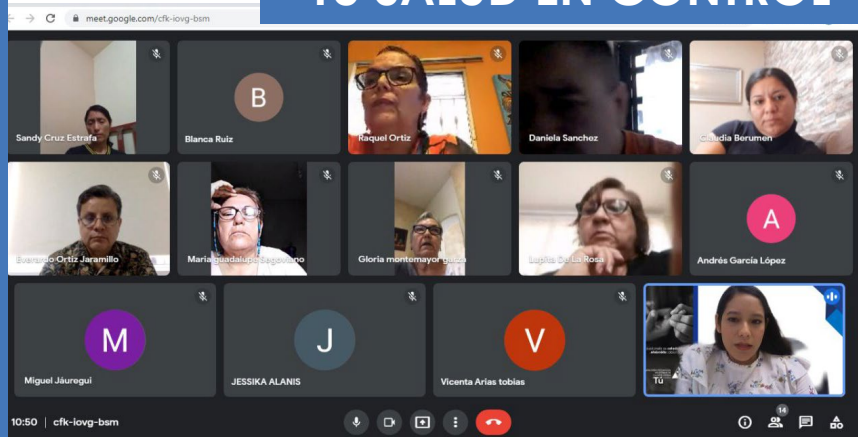 TU SALUD EN CONTROL
meet.google.com/cfk-iovg-bsm
Sandy Cruz Estrafa
B
Blanca Ruiz
Raquel Ortiz
Daniela Sanchez
Claudia Berumen
Everardo Ortíz Jaramillo
Maria guadalupe Segoviano
Gloria montemayor garza
Lupita De La Rosa
A
Andrés García López
M
Miguel Jáuregui
J
JESSIKA ALANIS
V
Vicenta Arias tobias
Tú
10:50 | cfk-iovg-bsm
14